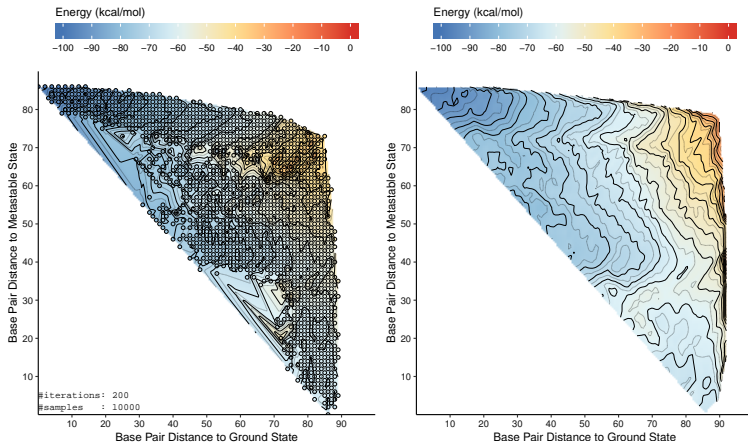 Energy (kcal/mol)
−100 −90 −80 −70 −60 −50 −40 −30 −20 −10 0
Base Pair Distance to Metastable State
80
70
60
50
40
30
20
10
#iterations: 200
#samples   : 10000
10 20 30 40 50 60 70 80 90
Base Pair Distance to Ground State
Energy (kcal/mol)
−100 −90 −80 −70 −60 −50 −40 −30 −20 −10 0
Base Pair Distance to Metastable State
80
70
60
50
40
30
20
10
10 20 30 40 50 60 70 80 90
Base Pair Distance to Ground State